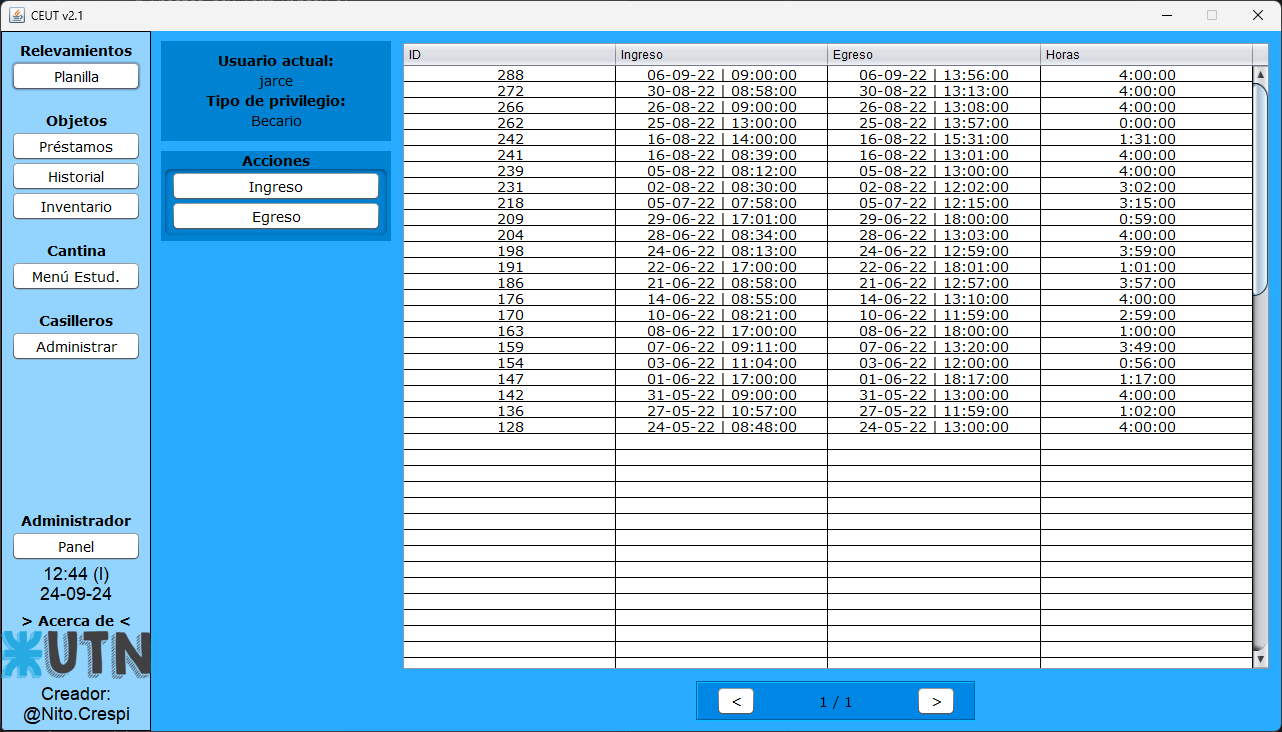 CEUT v2.1
Relevamientos
Planilla
Objetos
Préstamos
Historial
Inventario
Cantina
Menú Estud.
Casilleros
Administrar
Administrador
Panel
12:44 (I)
24-09-24
> Acerca de <
UTN
Creador:
@Nito.Crespi
Usuario actual:
jarce
Tipo de privilegio:
Becario
Acciones
Ingreso
Egreso
ID Ingreso Egreso Horas
288 06-09-22 | 09:00:00 06-09-22 | 13:56:00 4:00:00
272 30-08-22 | 08:58:00 30-08-22 | 13:13:00 4:00:00
266 26-08-22 | 09:00:00 26-08-22 | 13:08:00 4:00:00
262 25-08-22 | 13:00:00 25-08-22 | 13:57:00 0:00:00
242 16-08-22 | 14:00:00 16-08-22 | 15:31:00 1:31:00
241 16-08-22 | 08:39:00 16-08-22 | 13:01:00 4:00:00
239 05-08-22 | 08:12:00 05-08-22 | 13:00:00 4:00:00
231 02-08-22 | 08:30:00 02-08-22 | 12:02:00 3:02:00
218 05-07-22 | 07:58:00 05-07-22 | 12:15:00 3:15:00
209 29-06-22 | 17:01:00 29-06-22 | 18:00:00 0:59:00
204 28-06-22 | 08:34:00 28-06-22 | 13:03:00 4:00:00
198 24-06-22 | 08:13:00 24-06-22 | 12:59:00 3:59:00
191 22-06-22 | 17:00:00 22-06-22 | 18:01:00 1:01:00
186 21-06-22 | 08:58:00 21-06-22 | 12:57:00 3:57:00
176 14-06-22 | 08:55:00 14-06-22 | 13:10:00 4:00:00
170 10-06-22 | 08:21:00 10-06-22 | 11:59:00 2:59:00
163 08-06-22 | 17:00:00 08-06-22 | 18:00:00 1:00:00
159 07-06-22 | 09:11:00 07-06-22 | 13:20:00 3:49:00
154 03-06-22 | 11:04:00 03-06-22 | 12:00:00 0:56:00
147 01-06-22 | 17:00:00 01-06-22 | 18:17:00 1:17:00
142 31-05-22 | 09:00:00 31-05-22 | 13:00:00 4:00:00
136 27-05-22 | 10:57:00 27-05-22 | 11:59:00 1:02:00
128 24-05-22 | 08:48:00 24-05-22 | 13:00:00 4:00:00
< 1 / 1 >